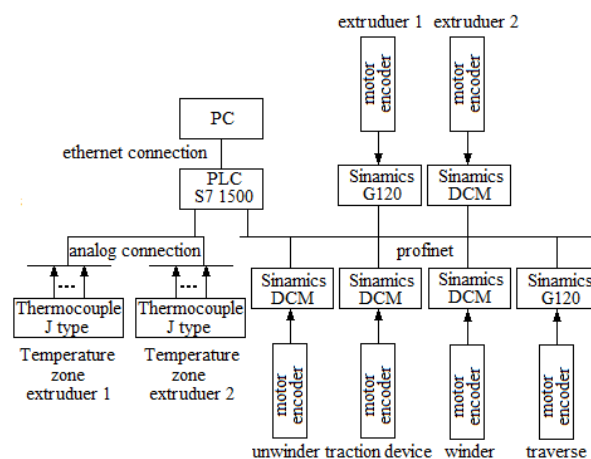 extruduer 1
extruduer 2
motor
encoder
motor
encoder
PC
ethernet connection
PLC
S7 1500
Sinamics
G120
Sinamics
DCM
analog connection
profinet
Thermocouple
J type
Thermocouple
J type
Sinamics
DCM
Sinamics
DCM
Sinamics
DCM
Sinamics
G120
Temperature
zone
extruduer 1
Temperature
zone
extruduer 2
motor
encoder
motor
encoder
motor
encoder
motor
encoder
unwinder
traction device
winder
traverse